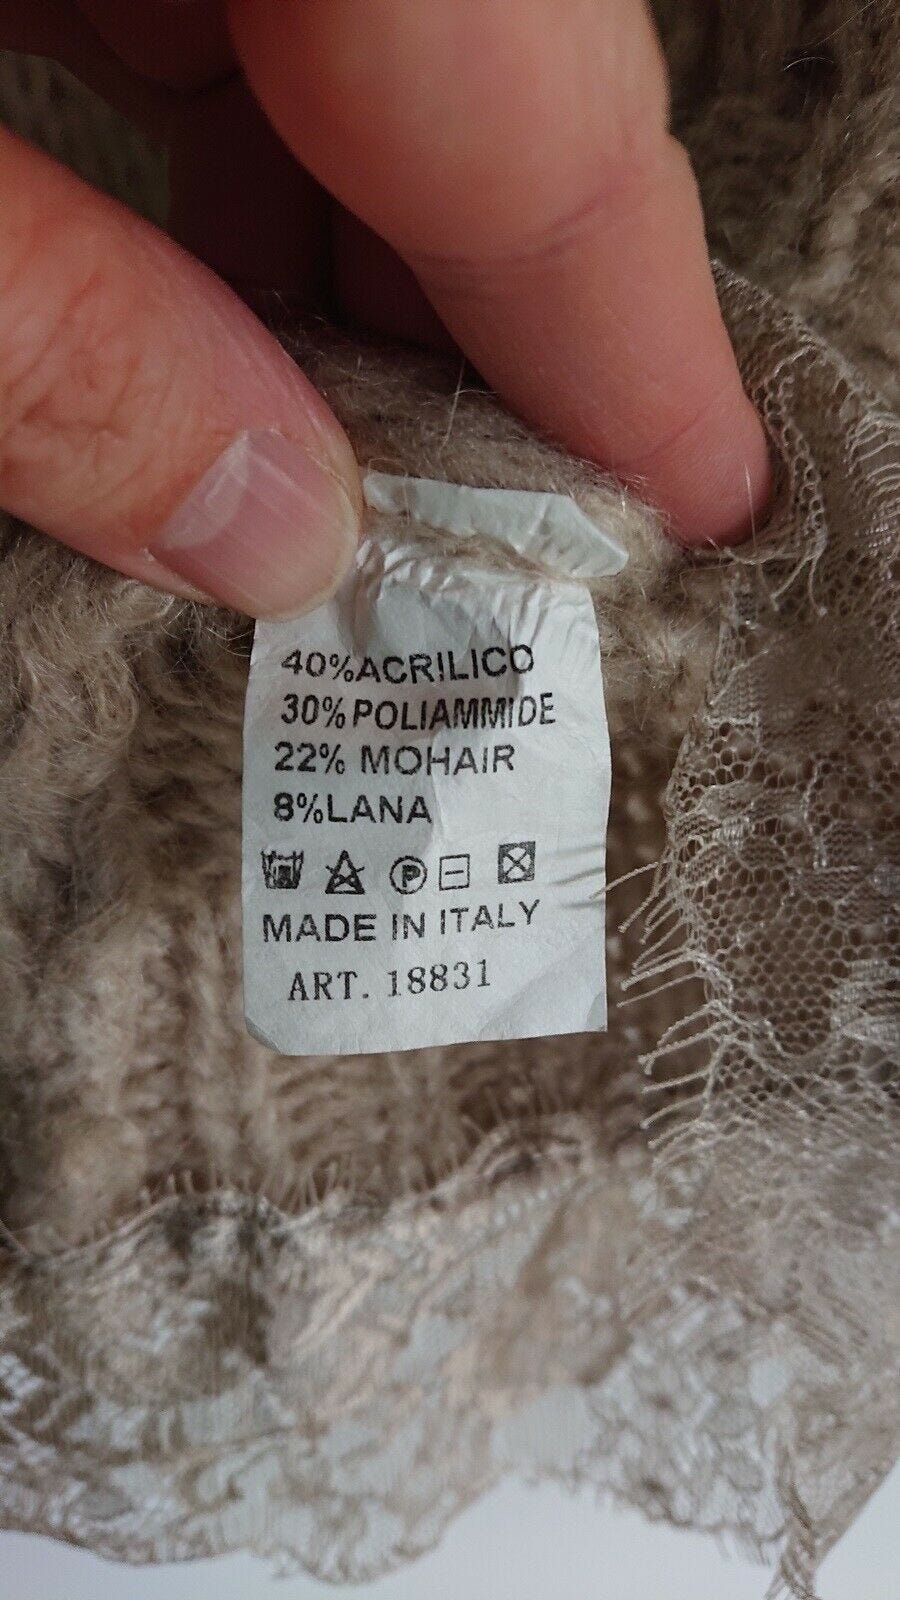 40%ACRILICO
30%POLIAMMIDE
22% MOHAIR
8%LANA
P
MADE IN ITALY
ART. 18831